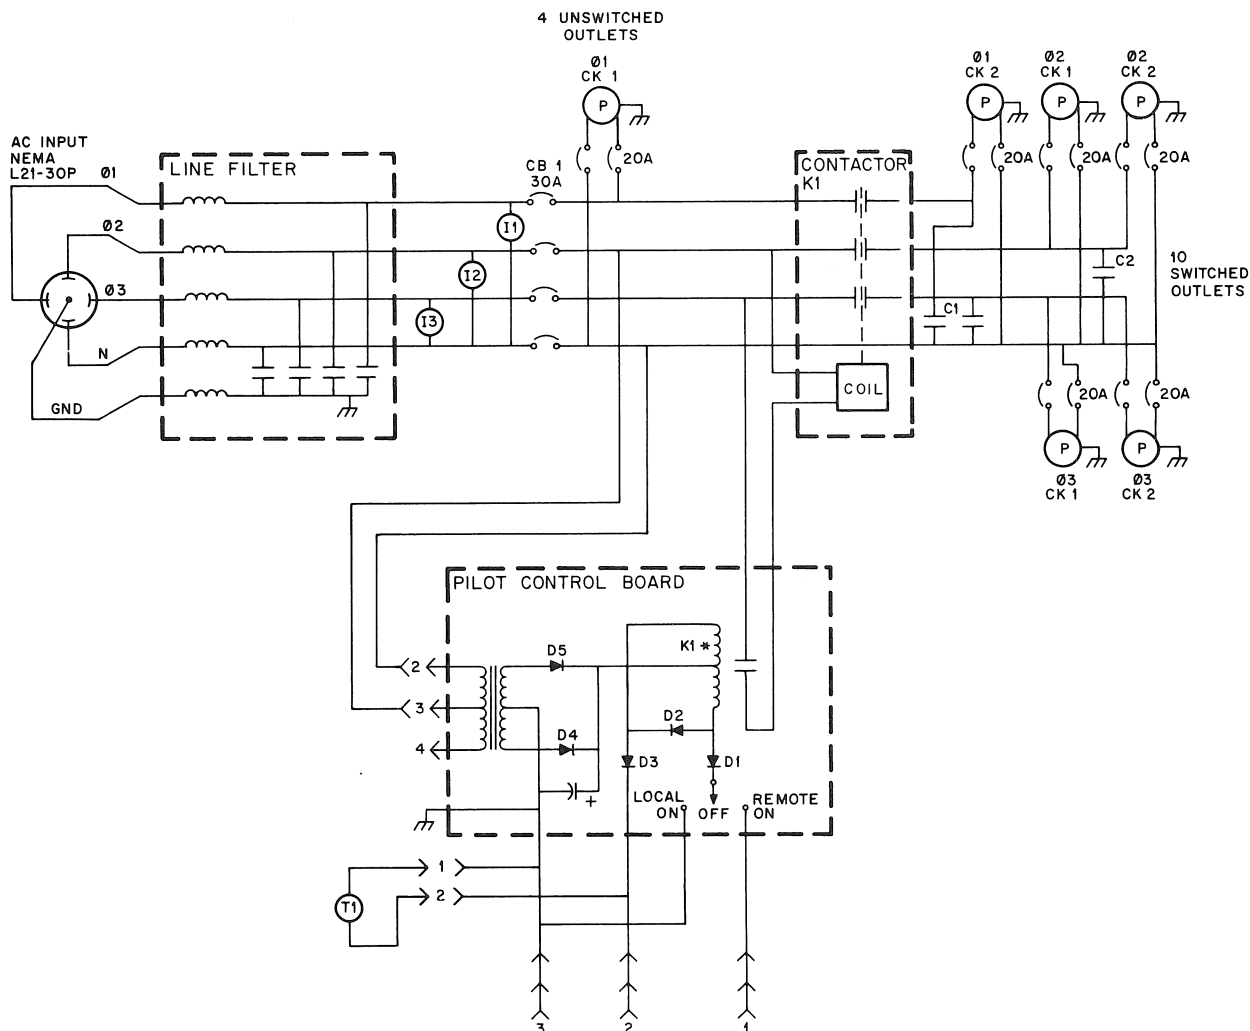 4 UNSWITCHED
OUTLETS
Ø1
CK 1
P
20A
Ø1
CK 2
P
20A
Ø2
CK 1
P
20A
Ø2
CK 2
P
20A
AC INPUT
NEMA
L21-30P
Ø1
Ø2
Ø3
N
GND
LINE FILTER
CB 1
30A
I1
I2
I3
CONTACTOR
K1
COIL
C1
C2
10
SWITCHED
OUTLETS
20A
20A
P
P
Ø3
CK 1
Ø3
CK 2
PILOT CONTROL BOARD
K1 *
D5
2
3
D2
D4
4
D3
D1
+
LOCAL
ON
OFF
REMOTE
ON
1
2
T1
3
2
1